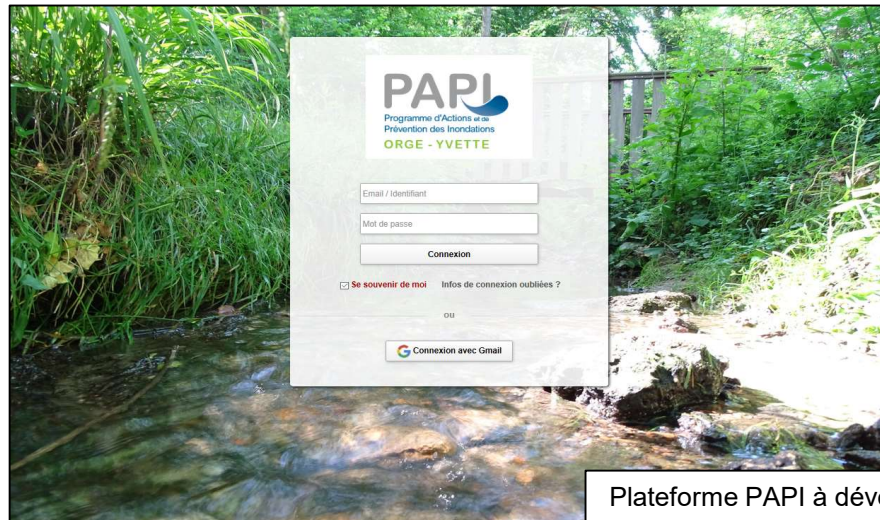 PAPI
Programme d'Actions et de
Prévention des Inondations
ORGE - YVETTE
Email / Identifiant
Mot de passe
Connexion
Se souvenir de moi Infos de connexion oubliées ?
ou
Connexion avec Gmail
Plateforme PAPI à